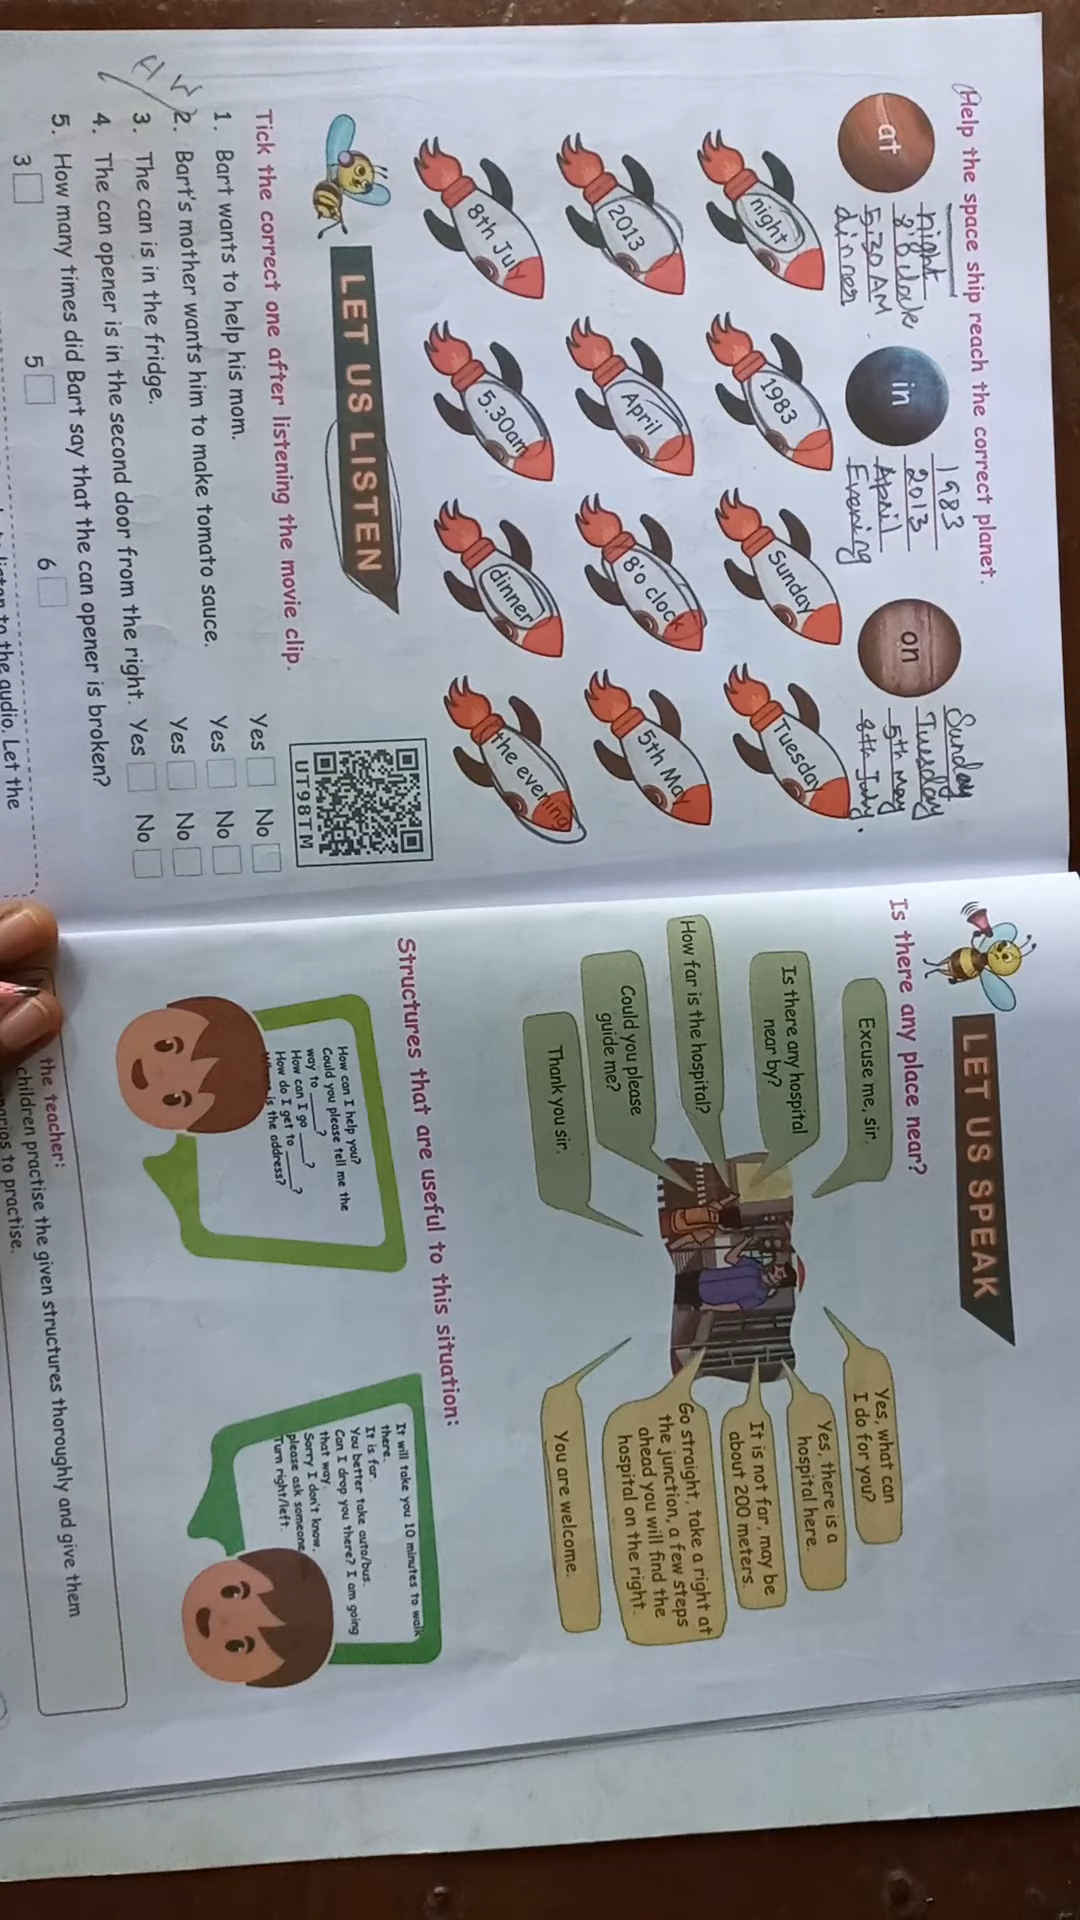 Help the space ship reach the correct planet.
at
night
8'8 clock
5:30 AM
dinner
in
1983
2013
April
Evening
on
Sunday
Tuesday
5th May
8th July
night
1983
Sunday
Tuesday
2013
April
8'o clock
5th May
8th Jul
5.30am
dinner
the evening
LET US LISTEN
UT98TM
Tick the correct one after listening the movie clip.
1. Bart wants to help his mom. Yes No
2. Bart's mother wants him to make tomato sauce. Yes No
3. The can is in the fridge. Yes No
4. The can opener is in the second door from the right. Yes No
5. How many times did Bart say that the can opener is broken?
3 5 6
to the audio. Let the
LET US SPEAK
Is there any place near?
Excuse me, sir.
Yes, what can
I do for you?
Is there any hospital
near by?
Yes, there is a
hospital here.
How far is the hospital?
It is not far, may be
about 200 meters.
Could you please
guide me?
Go straight, take a right at
the junction, a few steps
ahead you will find the
hospital on the right.
Thank you sir.
You are welcome.
Structures that are useful to this situation:
How can I help you?
Could you please tell me the
way to ____?
How can I go ____?
How do I get to ____?
is the address?
It will take you 10 minutes to walk
there.
It is far.
You better take auto/bus.
Can I drop you there? I am going
that way.
Sorry I don't know,
please ask someone.
Turn right/left.
the teacher:
children practise the given structures thoroughly and give them
to practise.